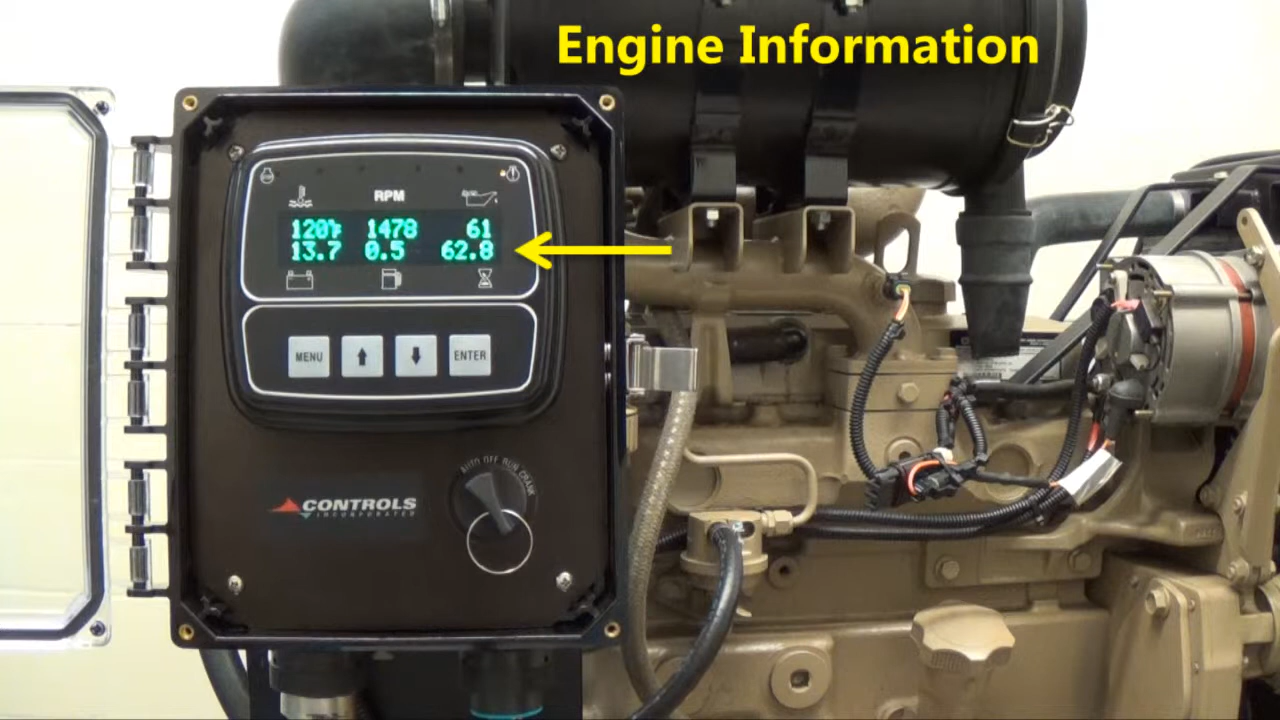 Engine Information
RPM
120°F 1478 61
13.7 0.5 62.8
MENU
ENTER
AUTO OFF RUN CRANK
CONTROLS
INCORPORATED